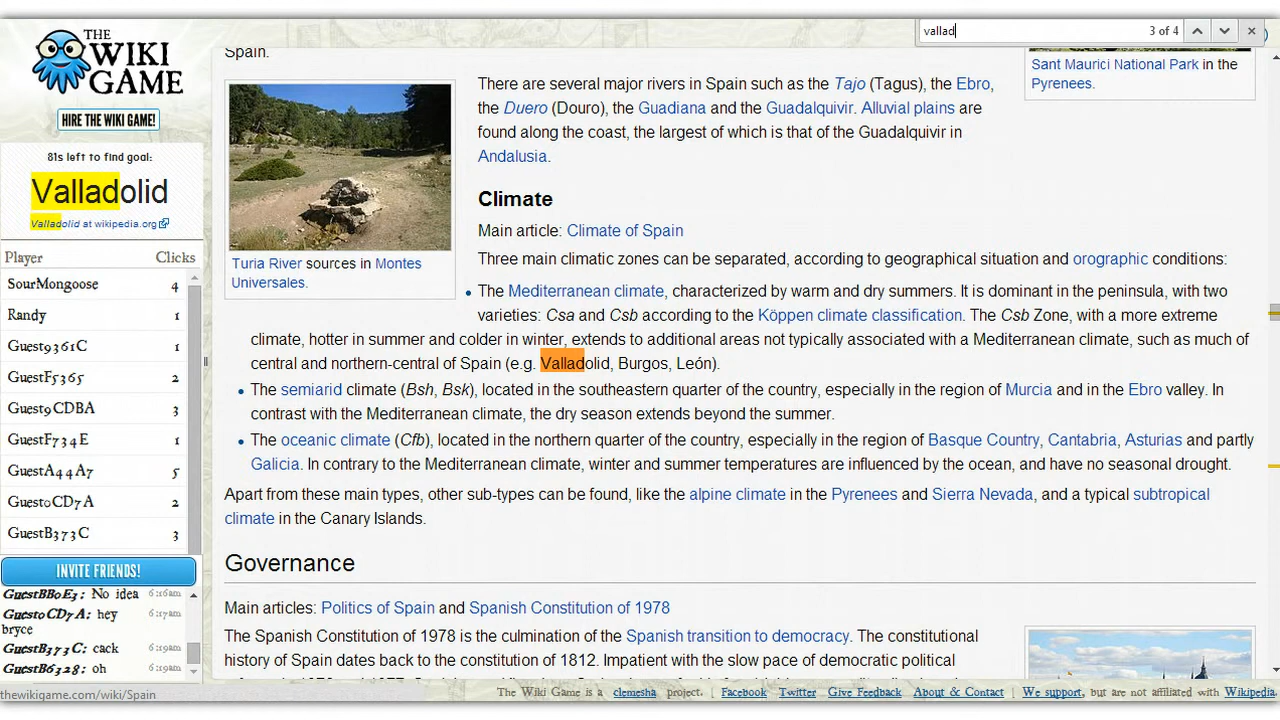 THE
WIKI
GAME
HIRE THE WIKI GAME!
81s left to find goal:
Valladolid
Valladolid at wikipedia.org
Player Clicks
SourMongoose 4
Randy 1
Guest9361C 1
GuestF5365 2
Guest9CDBA 3
GuestF734E 1
GuestA44A7 5
Guest0CD7A 2
GuestB373C 3
INVITE FRIENDS!
GuestBB0E3: No idea 6:16am
Guest0CD7A: hey 6:17am
bryce
GuestB373C: cack 6:19am
GuestB6328: oh 6:19am
thewikigame.com/wiki/Spain
vallad 3 of 4
Spain.
Sant Maurici National Park in the
Pyrenees.
There are several major rivers in Spain such as the Tajo (Tagus), the Ebro,
the Duero (Douro), the Guadiana and the Guadalquivir. Alluvial plains are
found along the coast, the largest of which is that of the Guadalquivir in
Andalusia.
Turia River sources in Montes
Universales.
Climate
Main article: Climate of Spain
Three main climatic zones can be separated, according to geographical situation and orographic conditions:
• The Mediterranean climate, characterized by warm and dry summers. It is dominant in the peninsula, with two
varieties: Csa and Csb according to the Köppen climate classification. The Csb Zone, with a more extreme
climate, hotter in summer and colder in winter, extends to additional areas not typically associated with a Mediterranean climate, such as much of
central and northern-central of Spain (e.g. Valladolid, Burgos, León).
• The semiarid climate (Bsh, Bsk), located in the southeastern quarter of the country, especially in the region of Murcia and in the Ebro valley. In
contrast with the Mediterranean climate, the dry season extends beyond the summer.
• The oceanic climate (Cfb), located in the northern quarter of the country, especially in the region of Basque Country, Cantabria, Asturias and partly
Galicia. In contrary to the Mediterranean climate, winter and summer temperatures are influenced by the ocean, and have no seasonal drought.
Apart from these main types, other sub-types can be found, like the alpine climate in the Pyrenees and Sierra Nevada, and a typical subtropical
climate in the Canary Islands.
Governance
Main articles: Politics of Spain and Spanish Constitution of 1978
The Spanish Constitution of 1978 is the culmination of the Spanish transition to democracy. The constitutional
history of Spain dates back to the constitution of 1812. Impatient with the slow pace of democratic political
The Wiki Game is a clemesha project. | Facebook Twitter Give Feedback About & Contact | We support, but are not affiliated with Wikipedia.